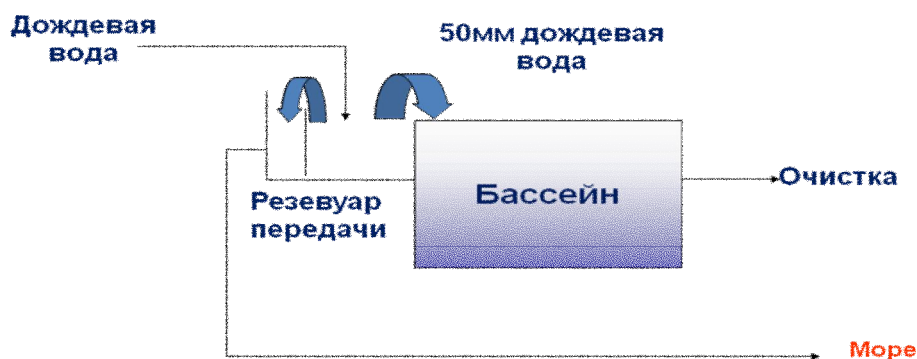 Дождевая
вода
50мм дождевая
вода
Резевуар
передачи
Бассейн
Очистка
Море